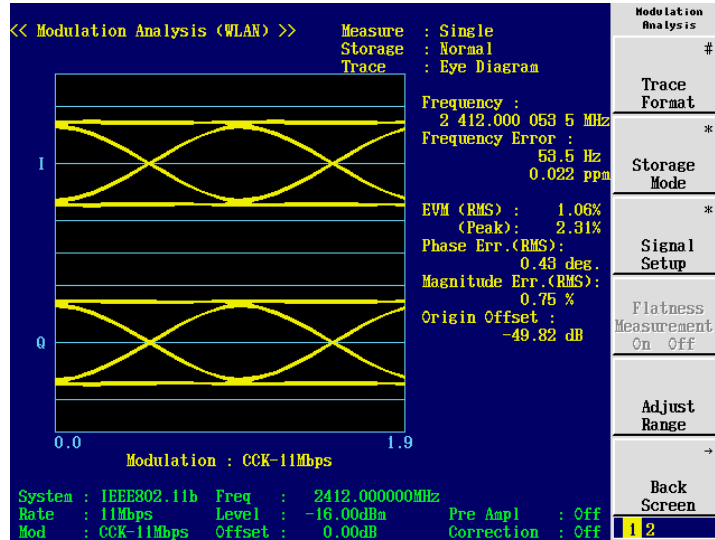 << Modulation Analysis (WLAN) >>
Measure : Single
Storage : Normal
Trace : Eye Diagram
Frequency :
2 412.000 053 5 MHz
Frequency Error :
53.5 Hz
0.022 ppm
EVM (RMS) : 1.06%
(Peak): 2.31%
Phase Err.(RMS):
0.43 deg.
Magnitude Err.(RMS):
0.75 %
Origin Offset :
-49.82 dB
I
Q
0.0 1.9
Modulation : CCK-11Mbps
System : IEEE802.11b Freq : 2412.000000MHz
Rate : 11Mbps Level : -16.00dBm Pre Ampl : Off
Mod : CCK-11Mbps Offset : 0.00dB Correction : Off
Modulation
Analysis
#
Trace
Format
*
Storage
Mode
*
Signal
Setup
Flatness
Measurement
On Off
Adjust
Range
→
Back
Screen
1 2